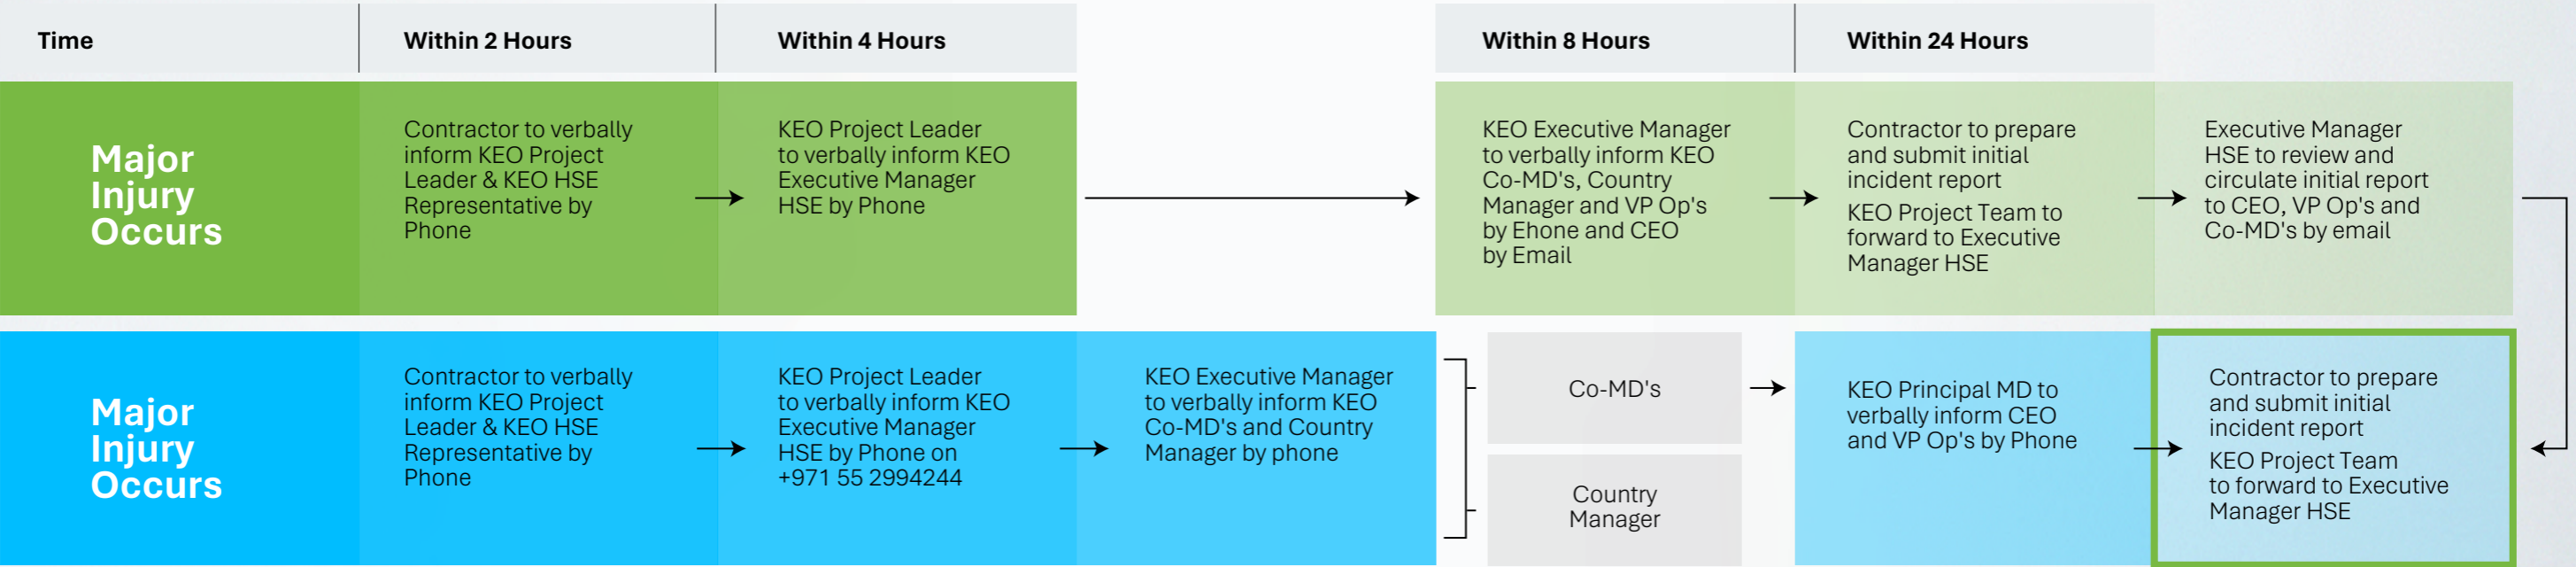 Time
Within 2 Hours
Within 4 Hours
Within 8 Hours
Within 24 Hours
Major
Injury
Occurs
Contractor to verbally
inform KEO Project
Leader & KEO HSE
Representative by
Phone
KEO Project Leader
to verbally inform KEO
Executive Manager
HSE by Phone
KEO Executive Manager
to verbally inform KEO
Co-MD's, Country
Manager and VP Op's
by Ehone and CEO
by Email
Contractor to prepare
and submit initial
incident report
KEO Project Team to
forward to Executive
Manager HSE
Executive Manager
HSE to review and
circulate initial report
to CEO, VP Op's and
Co-MD's by email
Major
Injury
Occurs
Contractor to verbally
inform KEO Project
Leader & KEO HSE
Representative by
Phone
KEO Project Leader
to verbally inform KEO
Executive Manager
HSE by Phone on
+971 55 2994244
KEO Executive Manager
to verbally inform KEO
Co-MD's and Country
Manager by phone
Co-MD's
Country
Manager
KEO Principal MD to
verbally inform CEO
and VP Op's by Phone
Contractor to prepare
and submit initial
incident report
KEO Project Team
to forward to Executive
Manager HSE